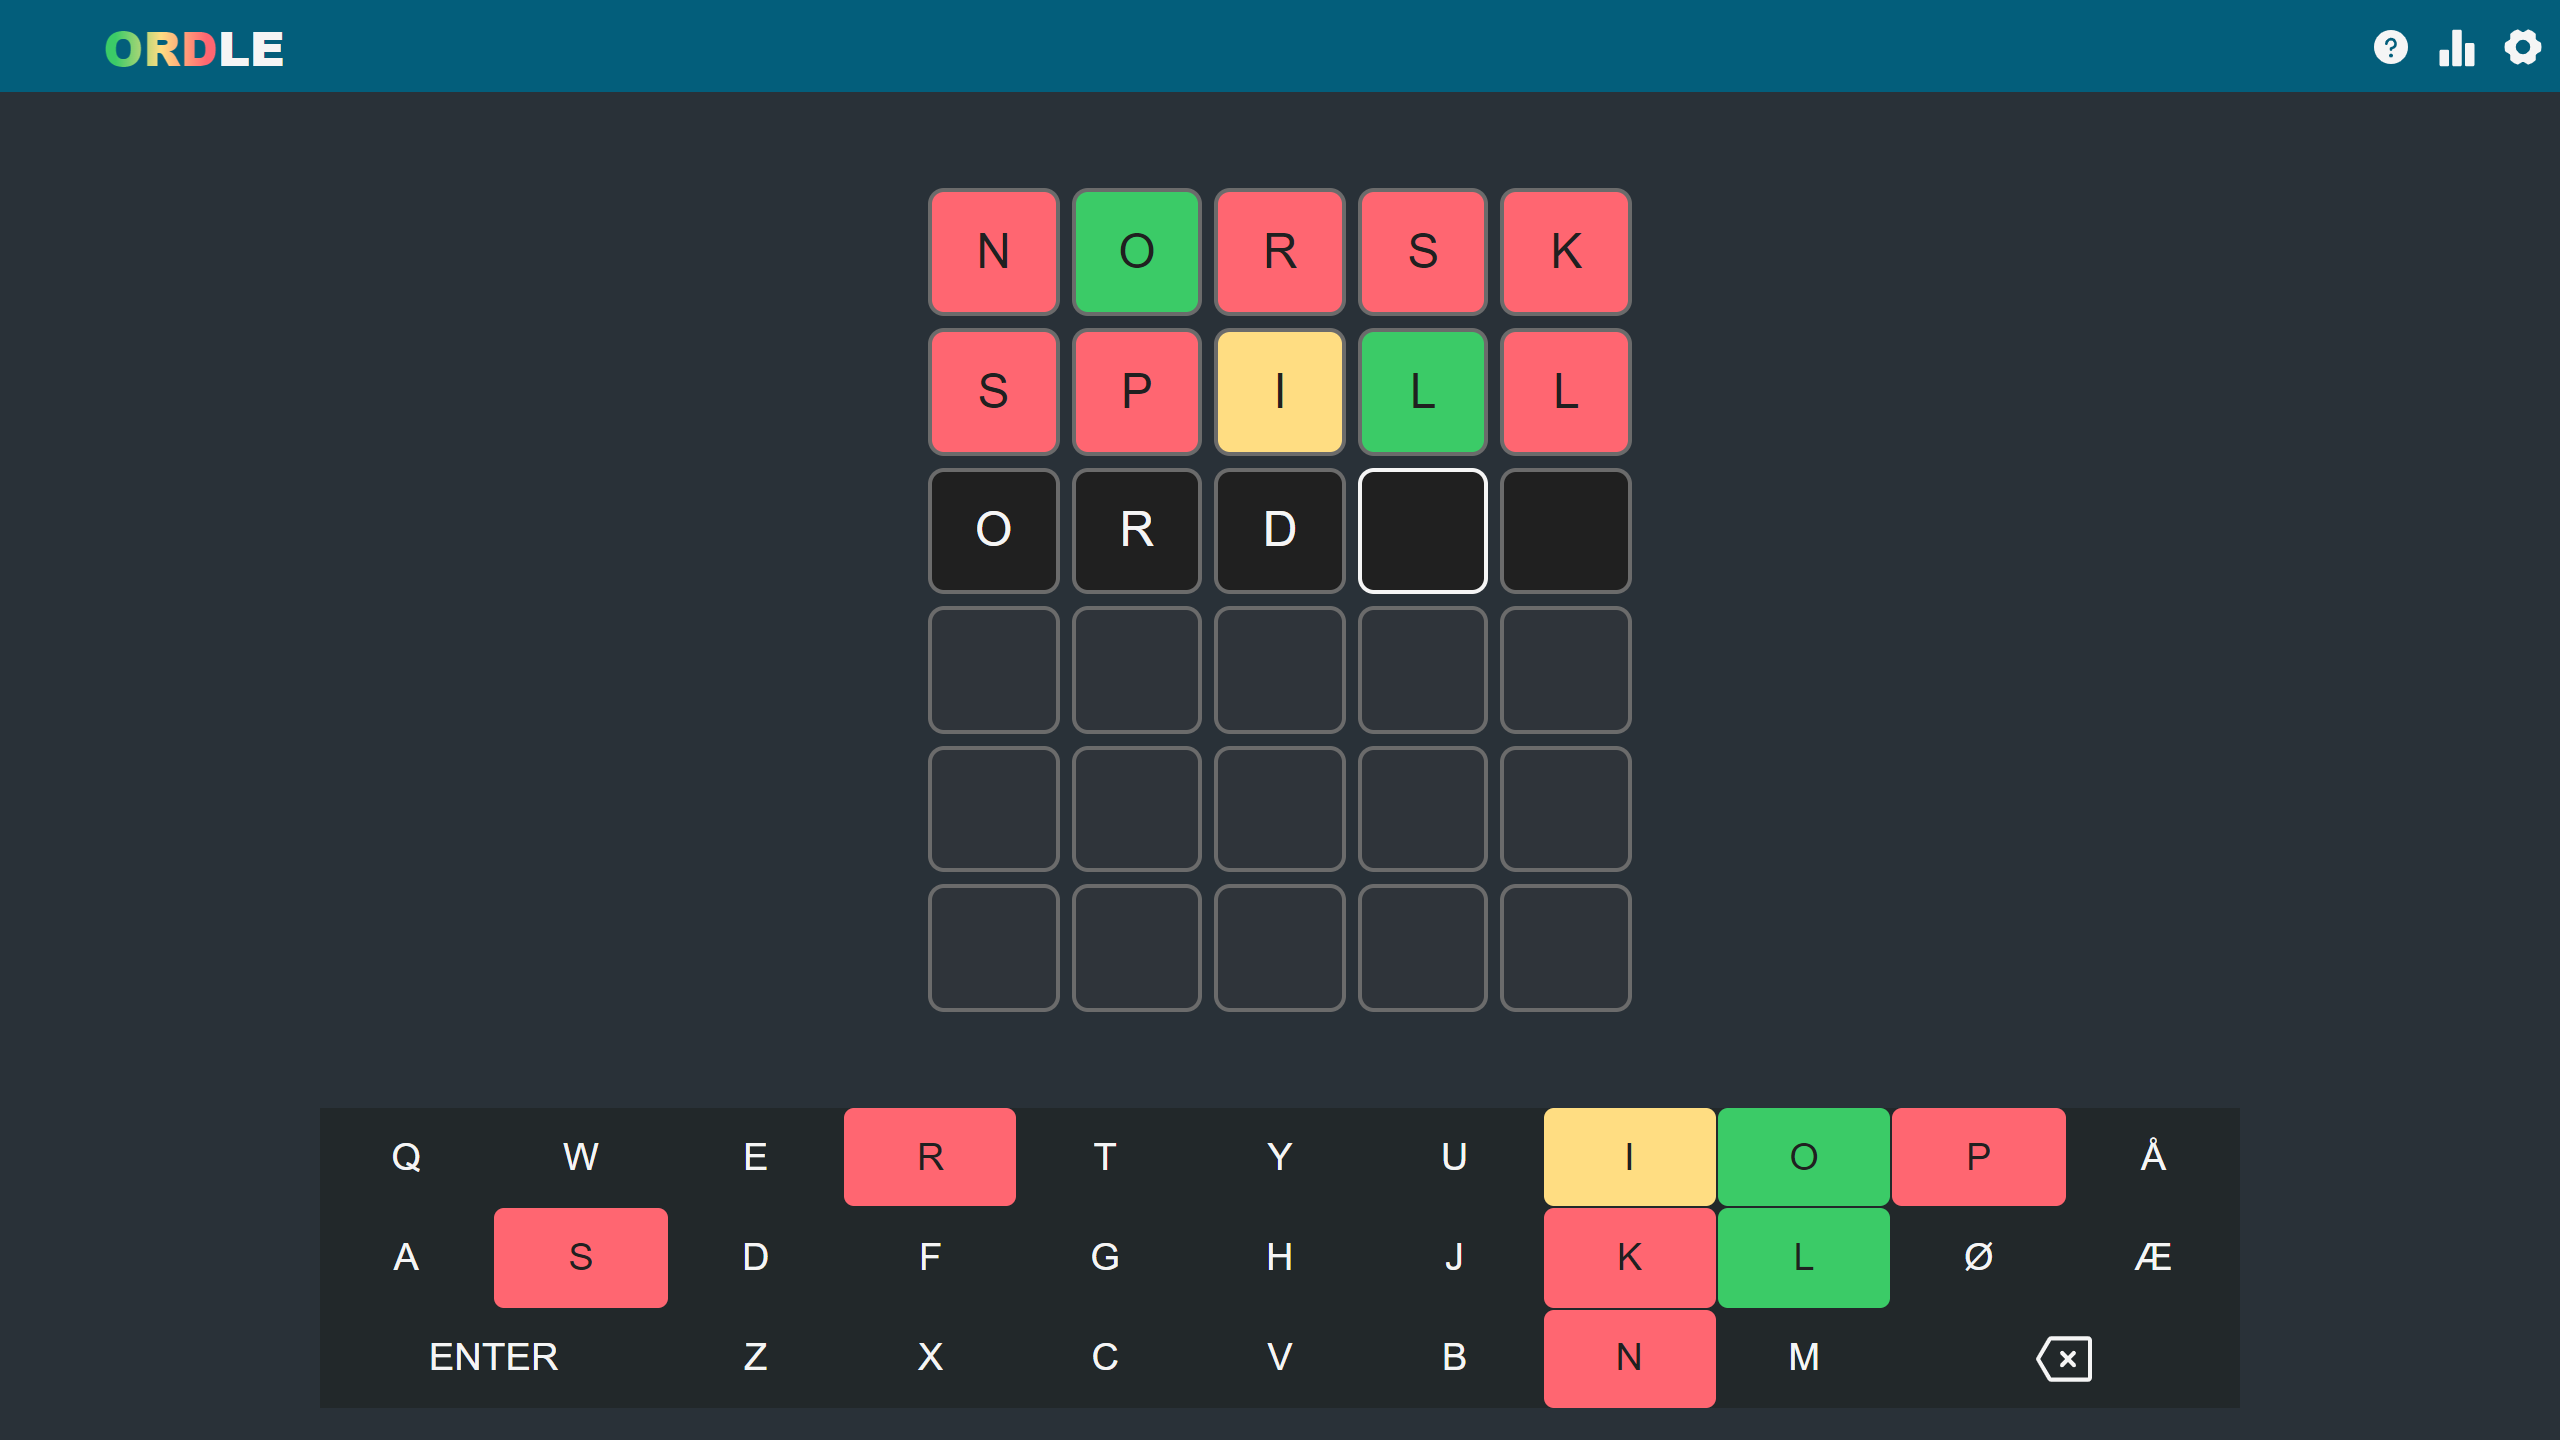 ORDLE
N O R S K
S P I L L
O R D
Q W E R T Y U I O P Å
A S D F G H J K L Ø Æ
ENTER Z X C V B N M